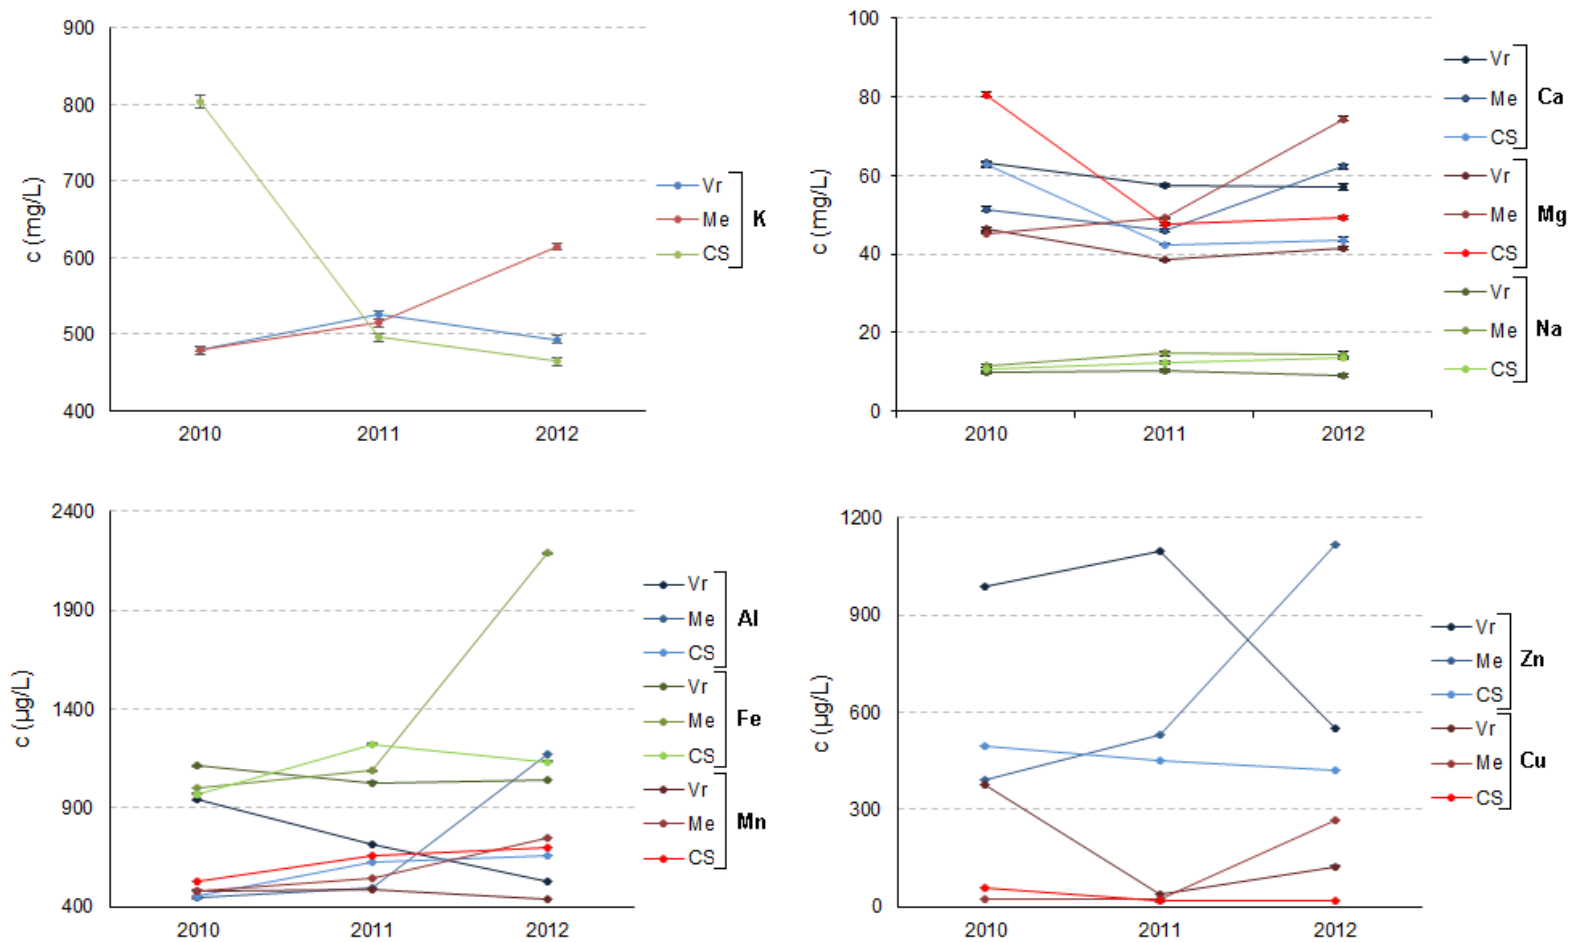 900
800
700
600
500
400
c (mg/L)
2010
2011
2012
Vr
Me
CS
K
100
80
60
40
20
0
c (mg/L)
2010
2011
2012
Vr
Me
CS
Ca
Vr
Me
CS
Mg
Vr
Me
CS
Na
2400
1900
1400
900
400
c (µg/L)
2010
2011
2012
Vr
Me
CS
Al
Vr
Me
CS
Fe
Vr
Me
CS
Mn
1200
900
600
300
0
c (µg/L)
2010
2011
2012
Vr
Me
CS
Zn
Vr
Me
CS
Cu